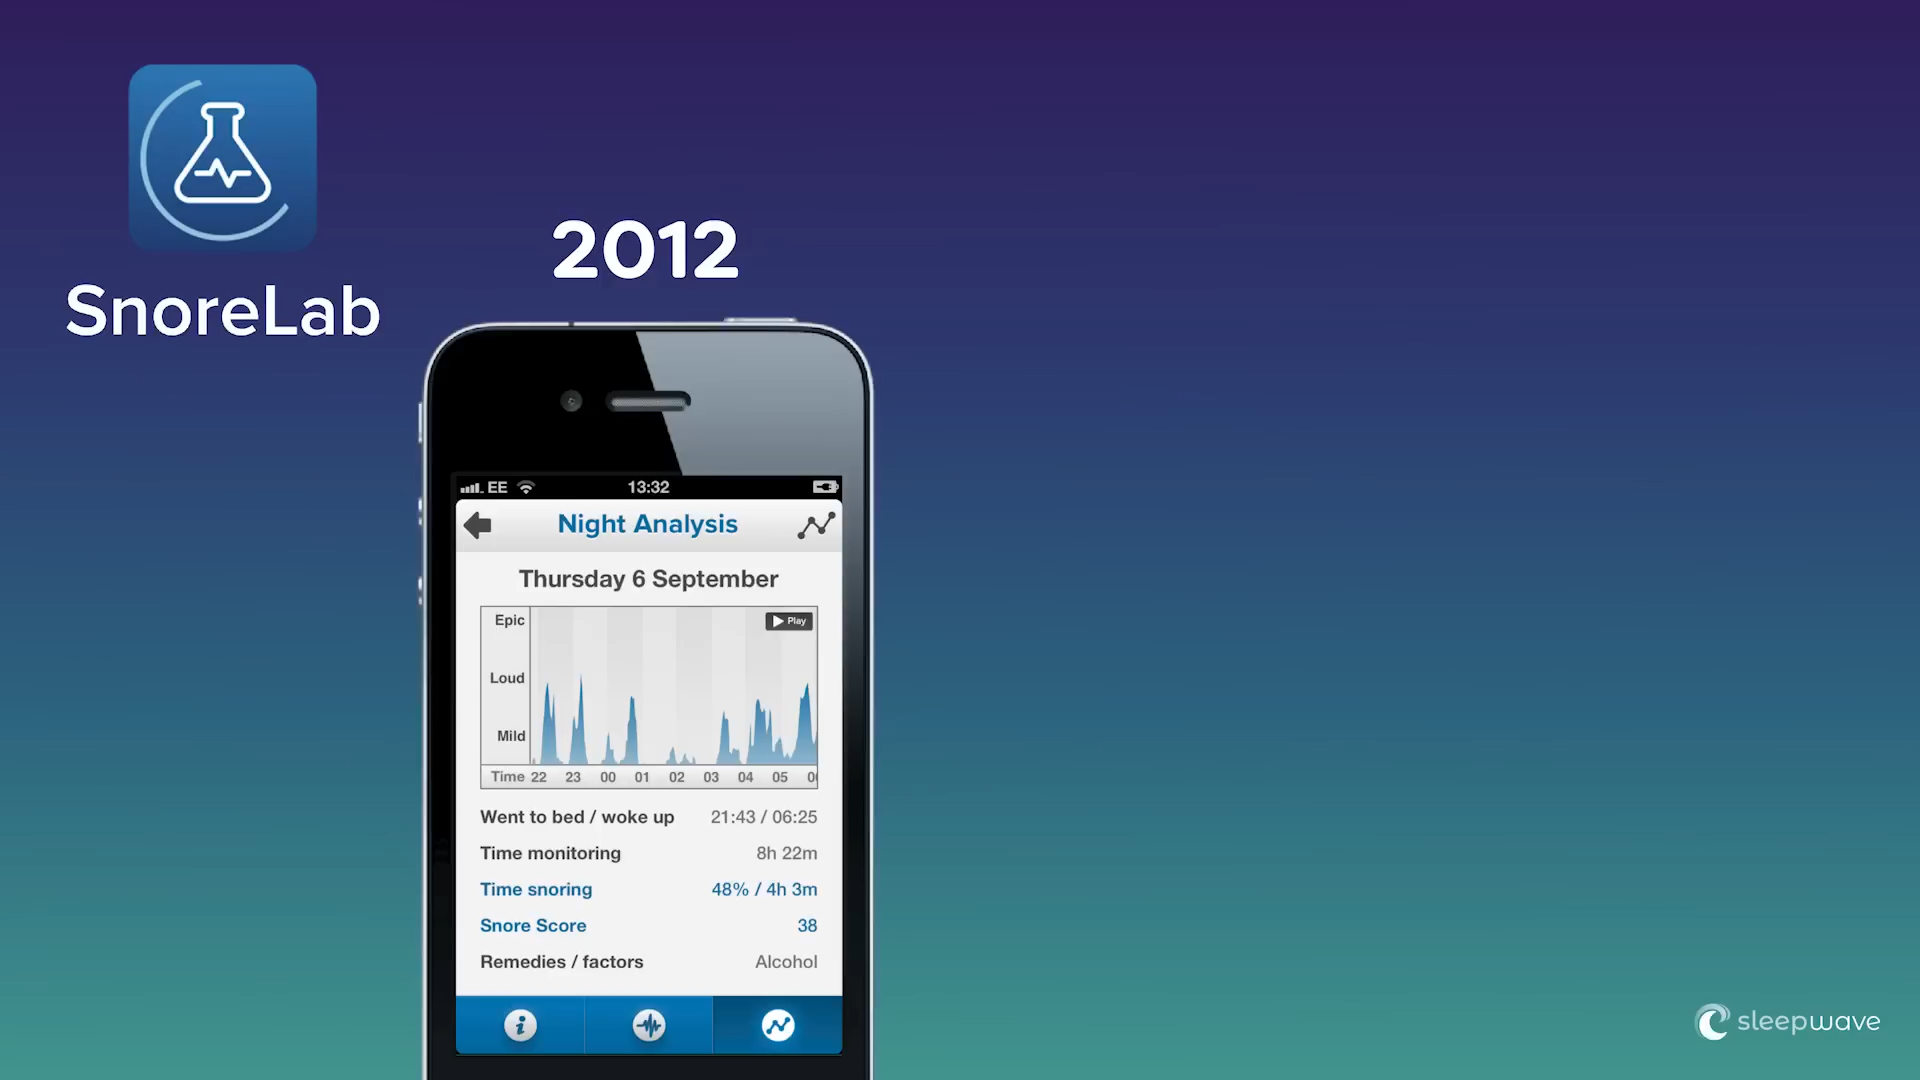 SnoreLab
2012
EE 13:32
Night Analysis
Thursday 6 September
Epic
Play
Loud
Mild
Time 22 23 00 01 02 03 04 05
Went to bed / woke up 21:43 / 06:25
Time monitoring 8h 22m
Time snoring 48% / 4h 3m
Snore Score 38
Remedies / factors Alcohol
sleepwave